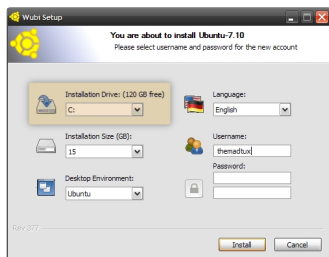 Wubi Setup
You are about to install Ubuntu-7.10
Please select username and password for the new account
Installation Drive: (120 GB free)
C:
Language:
English
Installation Size (GB):
15
Username:
themadtux
Password:
Desktop Environment:
Ubuntu
Rev 377
Install
Cancel